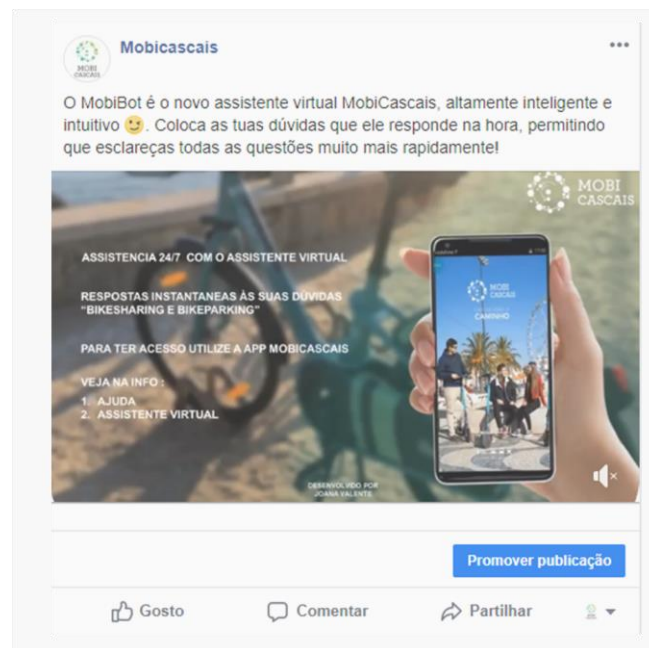 Mobicascais
MOBI
CASCAIS
O MobiBot é o novo assistente virtual MobiCascais, altamente inteligente e
intuitivo 😉. Coloca as tuas dúvidas que ele responde na hora, permitindo
que esclareças todas as questões muito mais rapidamente!
MOBI
CASCAIS
ASSISTENCIA 24/7 COM O ASSISTENTE VIRTUAL
RESPOSTAS INSTANTANEAS ÀS SUAS DÚVIDAS
"BIKESHARING E BIKEPARKING"
PARA TER ACESSO UTILIZE A APP MOBICASCAIS
VEJA NA INFO :
1. AJUDA
2. ASSISTENTE VIRTUAL
MOBI
CASCAIS
CAMINHO
DESENVOLVIDO POR
JOANA VALENTE
Promover publicação
Gosto
Comentar
Partilhar